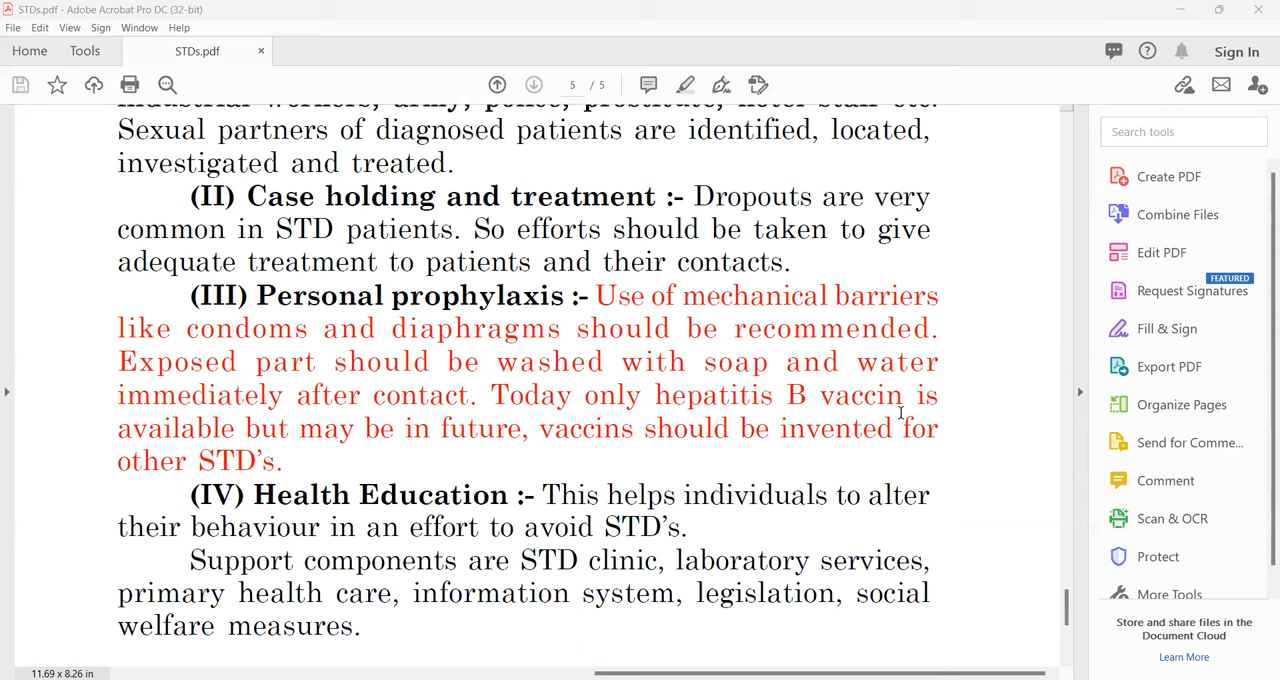 STDs.pdf - Adobe Acrobat Pro DC (32-bit)
File Edit View Sign Window Help
Home Tools STDs.pdf × Sign In
5 / 5
Search tools
industrial workers, army, police, prostitute, hotel staff etc.
Sexual partners of diagnosed patients are identified, located,
investigated and treated.
(II) Case holding and treatment :- Dropouts are very
common in STD patients. So efforts should be taken to give
adequate treatment to patients and their contacts.
(III) Personal prophylaxis :- Use of mechanical barriers
like condoms and diaphragms should be recommended.
Exposed part should be washed with soap and water
immediately after contact. Today only hepatitis B vaccin is
available but may be in future, vaccins should be invented for
other STD's.
(IV) Health Education :- This helps individuals to alter
their behaviour in an effort to avoid STD's.
Support components are STD clinic, laboratory services,
primary health care, information system, legislation, social
welfare measures.
11.69 x 8.26 in
Create PDF
Combine Files
Edit PDF
FEATURED
Request Signatures
Fill & Sign
Export PDF
Organize Pages
Send for Comme...
Comment
Scan & OCR
Protect
More Tools
Store and share files in the
Document Cloud
Learn More